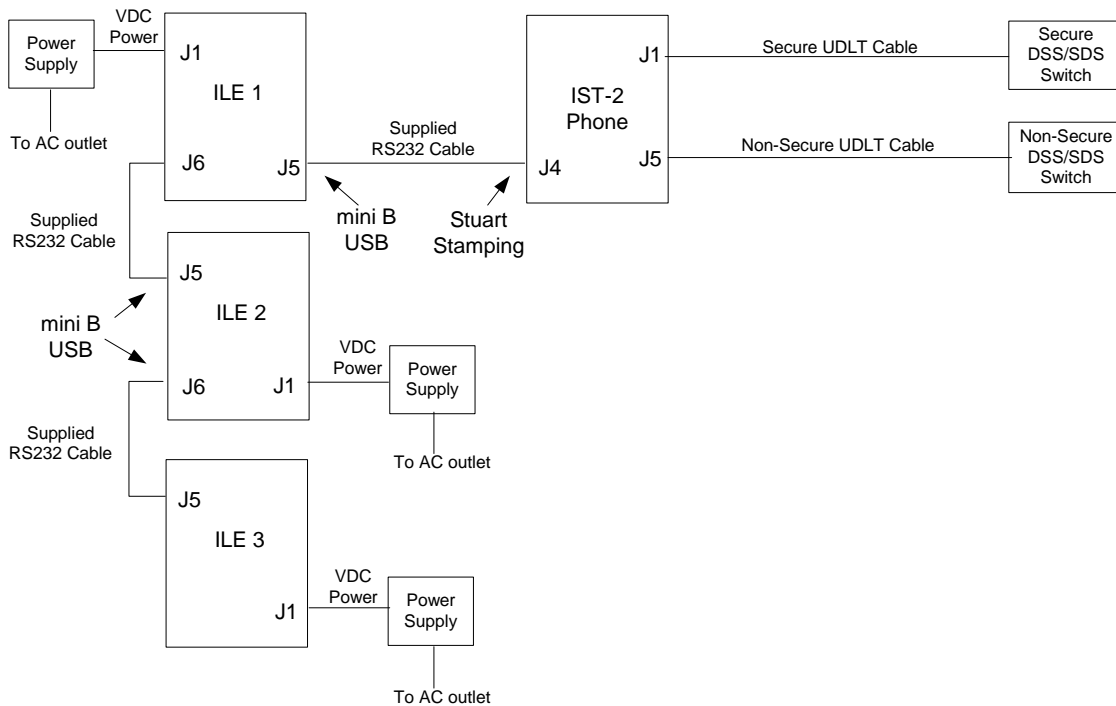 VDC
Power
Power
Supply
To AC outlet
J1
ILE 1
J6
J5
Supplied
RS232 Cable
mini B
USB
Stuart
Stamping
J1
IST-2
Phone
J5
J4
Secure UDLT Cable
Secure
DSS/SDS
Switch
Non-Secure UDLT Cable
Non-Secure
DSS/SDS
Switch
Supplied
RS232 Cable
mini B
USB
J5
ILE 2
J6
J1
VDC
Power
Power
Supply
To AC outlet
Supplied
RS232 Cable
J5
ILE 3
J1
VDC
Power
Power
Supply
To AC outlet